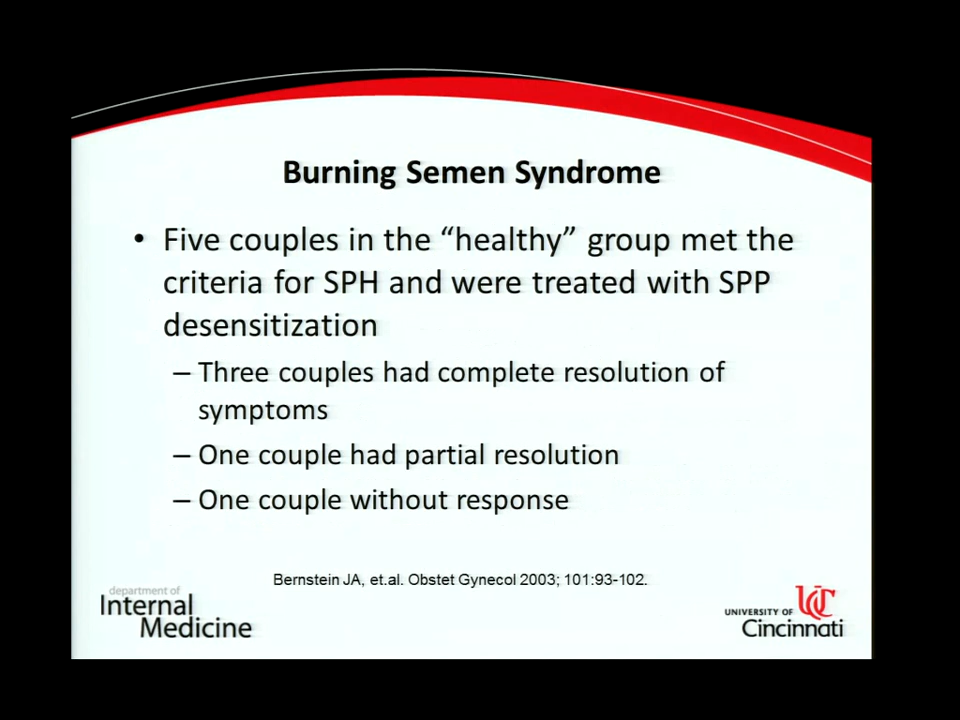 Burning Semen Syndrome
• Five couples in the “healthy” group met the
criteria for SPH and were treated with SPP
desensitization
– Three couples had complete resolution of
symptoms
– One couple had partial resolution
– One couple without response
Bernstein JA, et.al. Obstet Gynecol 2003; 101:93-102.
department of
Internal
Medicine
UC
UNIVERSITY OF
Cincinnati